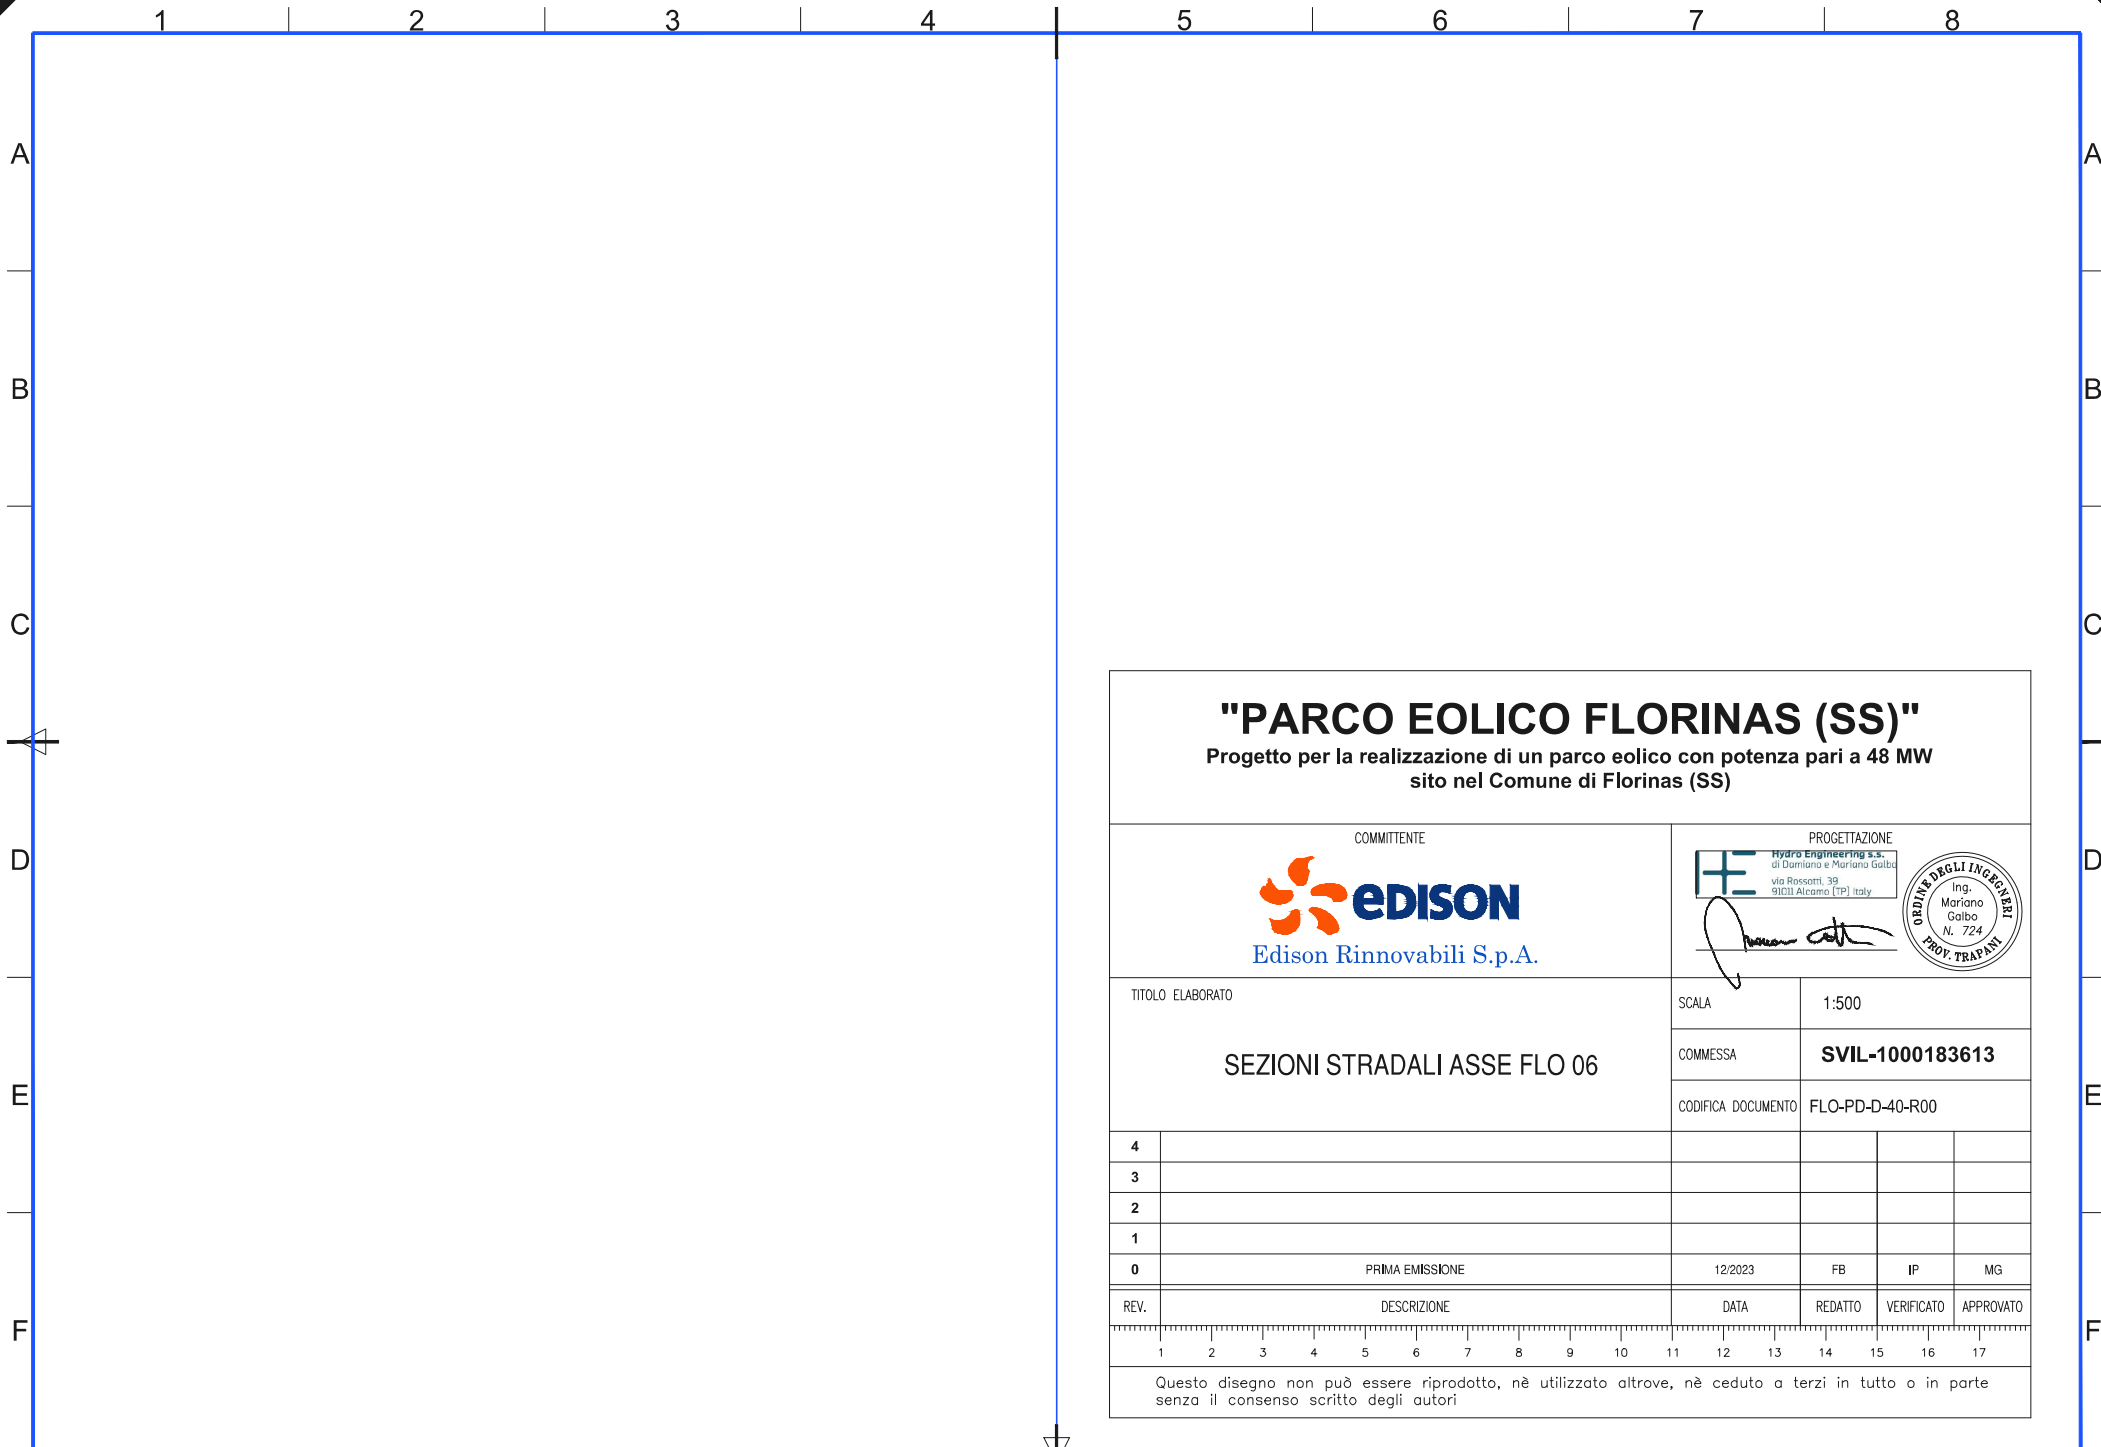 1 2 3 4 5 6 7 8
A A
B B
C C
D D
E E
F F
"PARCO EOLICO FLORINAS (SS)"
Progetto per la realizzazione di un parco eolico con potenza pari a 48 MW
sito nel Comune di Florinas (SS)
COMMITTENTE
eDISON
Edison Rinnovabili S.p.A.
PROGETTAZIONE
Hydro Engineering s.s.
di Damiano e Mariano Galbo
via Rossotti, 39
91011 Alcamo (TP) Italy
ORDINE DEGLI INGEGNERI
Ing.
Mariano
Galbo
N. 724
PROV. TRAPANI
TITOLO ELABORATO
SEZIONI STRADALI ASSE FLO 06
SCALA 1:500
COMMESSA SVIL-1000183613
CODIFICA DOCUMENTO FLO-PD-D-40-R00
4
3
2
1
0 PRIMA EMISSIONE 12/2023 FB IP MG
REV. DESCRIZIONE DATA REDATTO VERIFICATO APPROVATO
1 2 3 4 5 6 7 8 9 10 11 12 13 14 15 16 17
Questo disegno non può essere riprodotto, nè utilizzato altrove, nè ceduto a terzi in tutto o in parte
senza il consenso scritto degli autori